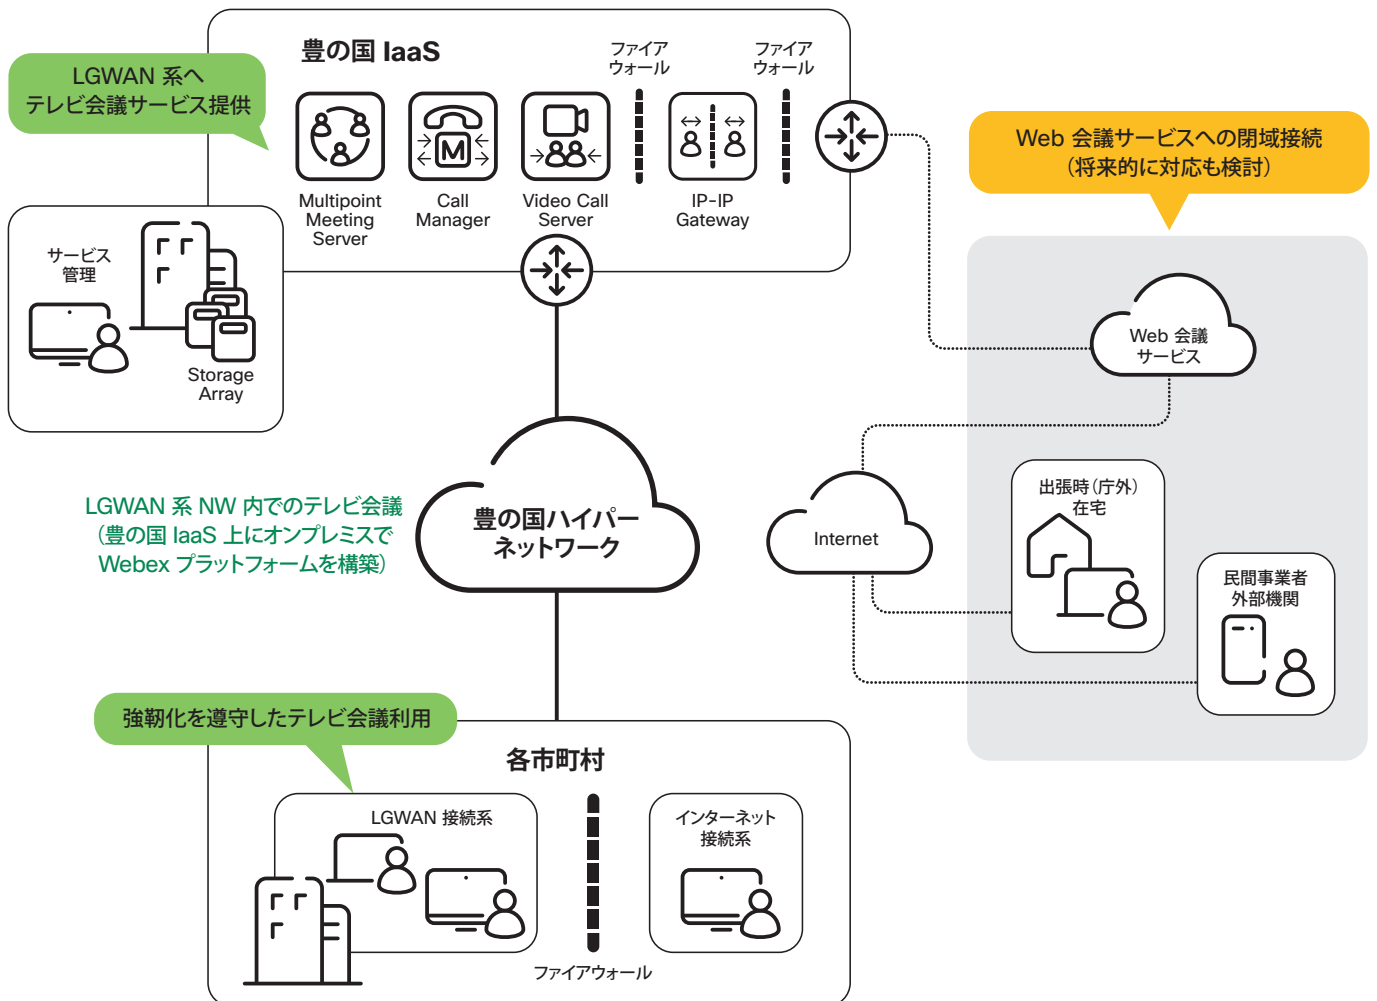 豊の国 IaaS
ファイア
ウォール
ファイア
ウォール
LGWAN 系へ
テレビ会議サービス提供
Multipoint
Meeting
Server
Call
Manager
M
Video Call
Server
IP-IP
Gateway
Web 会議サービスへの閉域接続
(将来的に対応も検討)
サービス
管理
Storage
Array
Web 会議
サービス
LGWAN 系 NW 内でのテレビ会議
(豊の国 IaaS 上にオンプレミスで
Webex プラットフォームを構築)
豊の国ハイパー
ネットワーク
Internet
出張時(庁外)
在宅
民間事業者
外部機関
強靭化を遵守したテレビ会議利用
各市町村
LGWAN 接続系
インターネット
接続系
ファイアウォール